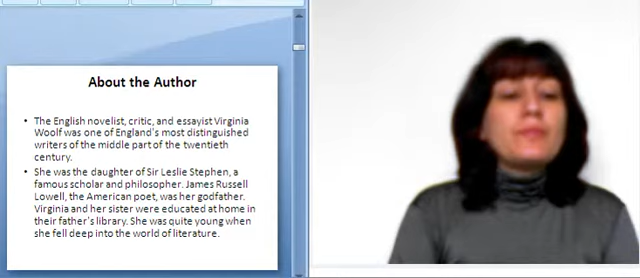 About the Author
• The English novelist, critic, and essayist Virginia
Woolf was one of England's most distinguished
writers of the middle part of the twentieth
century.
• She was the daughter of Sir Leslie Stephen, a
famous scholar and philosopher. James Russell
Lowell, the American poet, was her godfather.
Virginia and her sister were educated at home in
their father's library. She was quite young when
she fell deep into the world of literature.